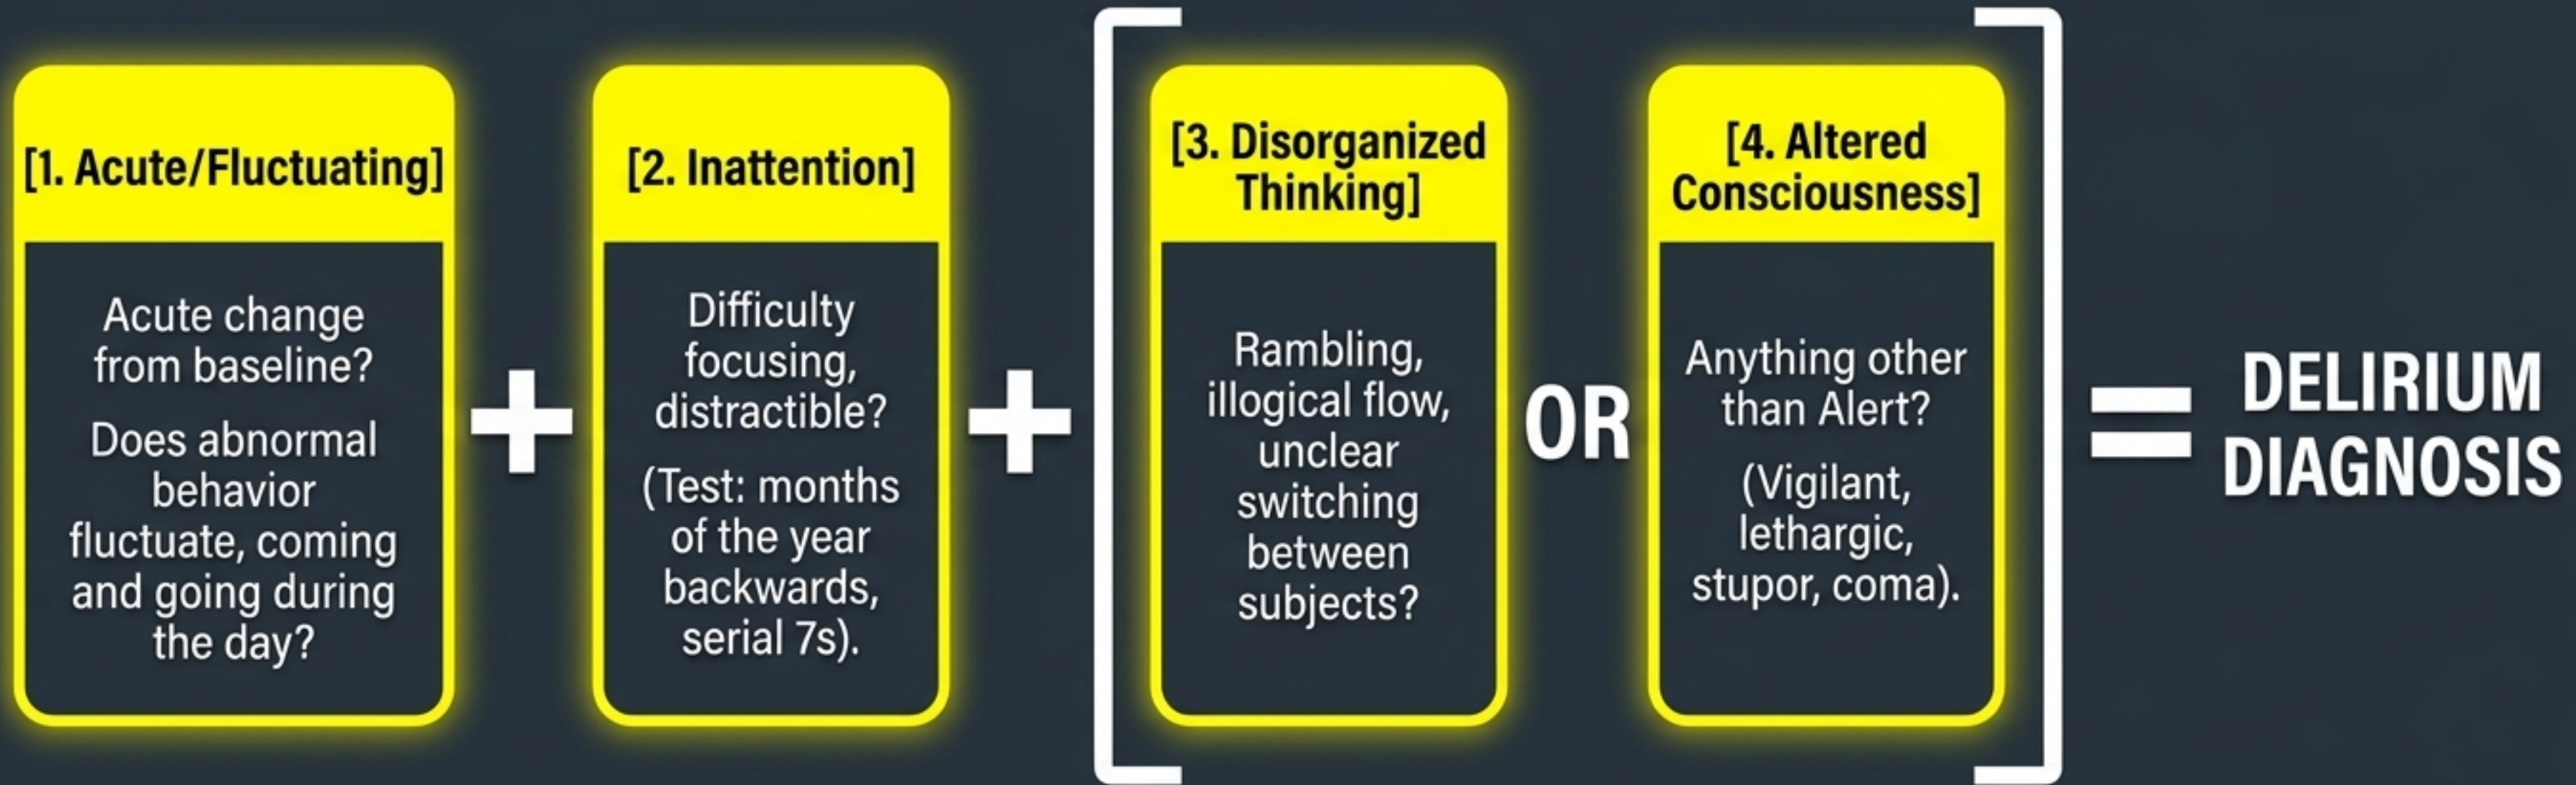 [1. Acute/Fluctuating]
Acute change
from baseline?
Does abnormal
behavior
fluctuate, coming
and going during
the day?
+
[2. Inattention]
Difficulty
focusing,
distractible?
(Test: months
of the year
backwards,
serial 7s).
+
[3. Disorganized
Thinking]
Rambling,
illogical flow,
unclear
switching
between
subjects?
OR
[4. Altered
Consciousness]
Anything other
than Alert?
(Vigilant,
lethargic,
stupor, coma).
=
DELIRIUM
DIAGNOSIS